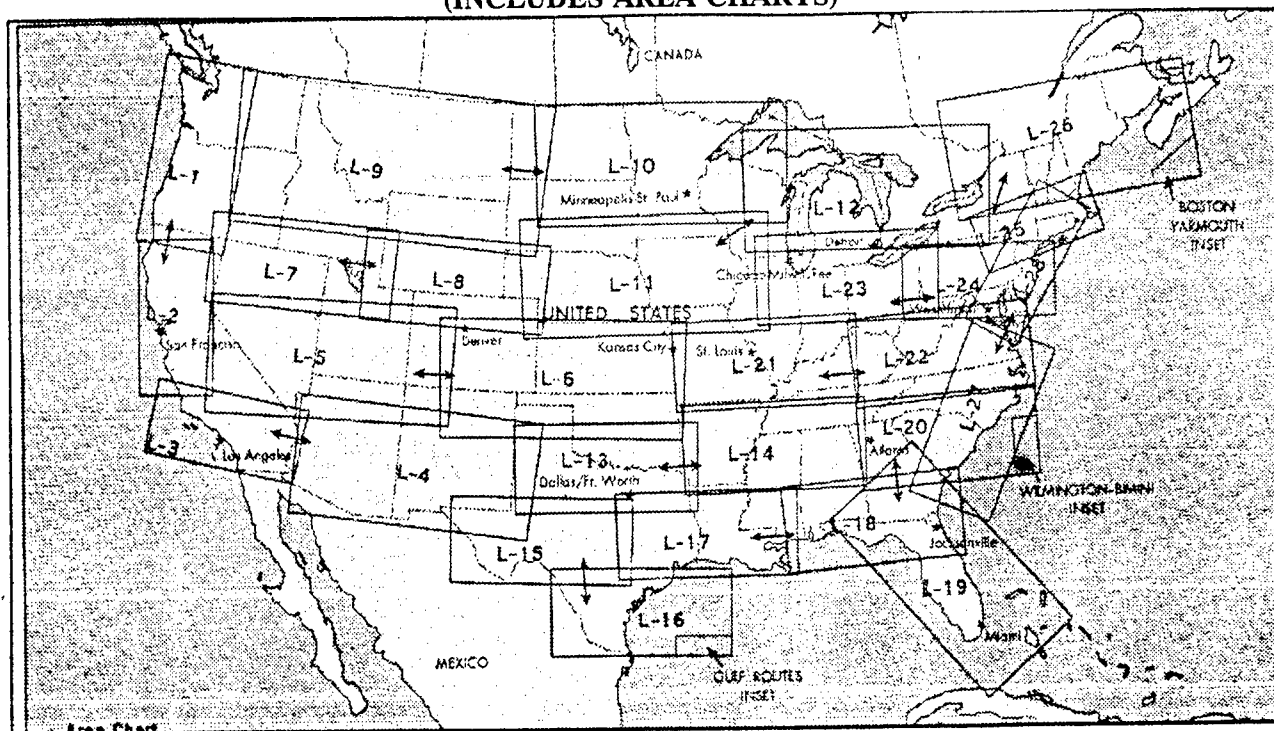 (INCLUDES AREA CHARTS)
CANADA
L-26
L-1
L-9
L-10
Minneapolis St. Paul
L-12
BOSTON
YARMOUTH
INSET
Detroit
25
L-7
L-8
L-11
L-23
L-24
L-28
UNITED STATES
L-2
San Francisco
L-5
Denver
Kansas City
St. Louis
L-6
L-21
L-22
L-27
L-3
Los Angeles
L-4
L-13
Dallas/Ft. Worth
L-14
L-20
Atlanta
WILMINGTON-BIMINI
INSET
L-15
L-17
L-18
Jacksonville
L-19
L-16
Miami
MEXICO
GULF ROUTES
INSET
Area Chart